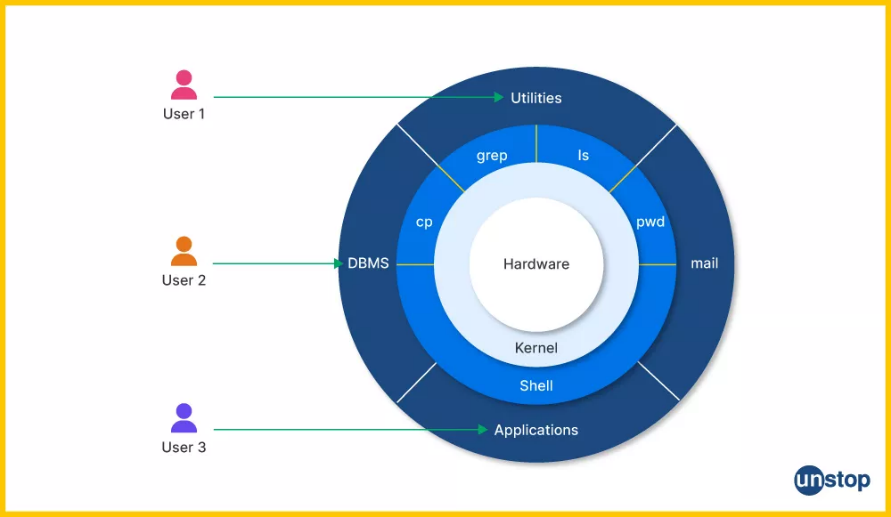 User 1
Utilities
grep
ls
cp
pwd
User 2
DBMS
Hardware
mail
Kernel
Shell
User 3
Applications
unstop